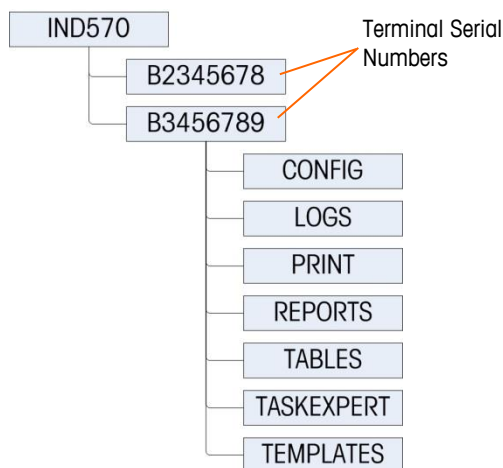 IND570
Terminal Serial
Numbers
B2345678
B3456789
CONFIG
LOGS
PRINT
REPORTS
TABLES
TASKEXPERT
TEMPLATES